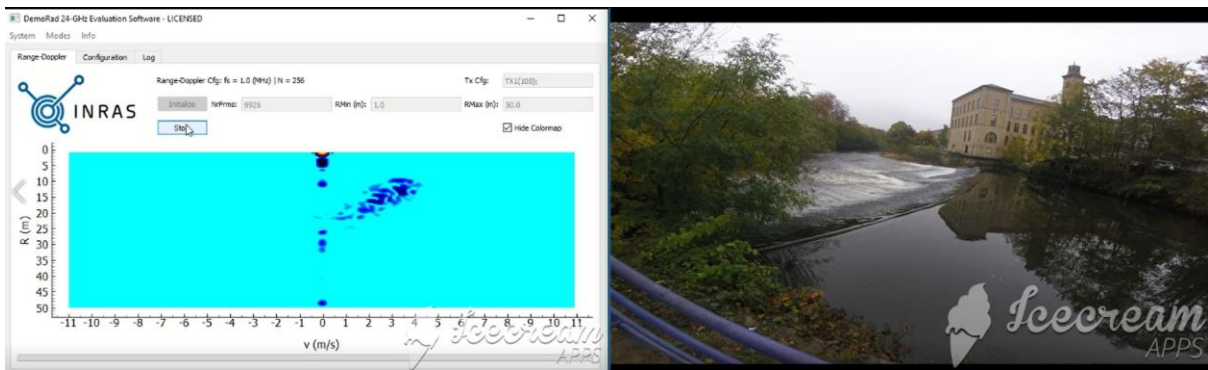 DemoRad 24-GHz Evaluation Software - LICENSED
System Modes Info
Range-Doppler Configuration Log
INRAS
Range-Doppler Cfg: fs = 1.0 (MHz) | N = 256 Tx Cfg: TX1(100);
Initialize NrFrms: 9925 RMin (m): 1.0 RMax (m): 50.0
Stop Hide Colormap
0
5
10
15
20
25
30
35
40
45
50
R (m)
-11 -10 -9 -8 -7 -6 -5 -4 -3 -2 -1 0 1 2 3 4 5 6 7 8 9 10 11
v (m/s)
Icecream
APPS
Icecream
APPS